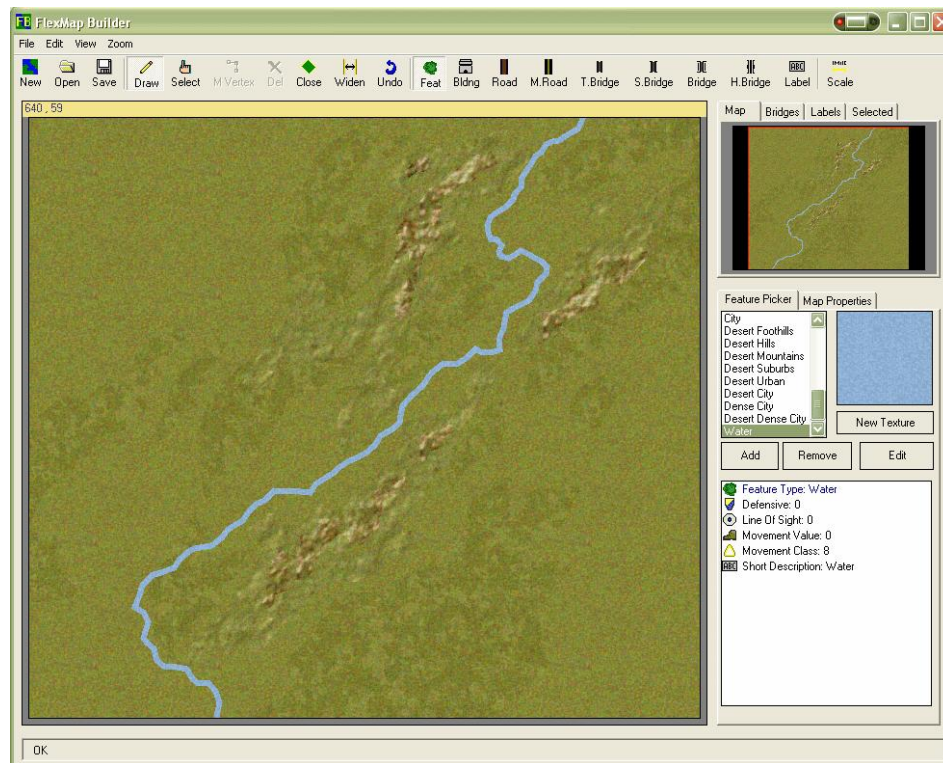 FB FlexMap Builder
File Edit View Zoom
New Open Save Draw Select M.Vertex Del Close Widen Undo Feat Bldng Road M.Road T.Bridge S.Bridge Bridge H.Bridge ABC Label Scale
640 , 59
Map Bridges Labels Selected
Feature Picker Map Properties
City
Desert Foothills
Desert Hills
Desert Mountains
Desert Suburbs
Desert Urban
Desert City
Dense City
Desert Dense City
Water
New Texture
Add Remove Edit
Feature Type: Water
Defensive: 0
Line Of Sight: 0
Movement Value: 0
Movement Class: 8
ABC Short Description: Water
OK